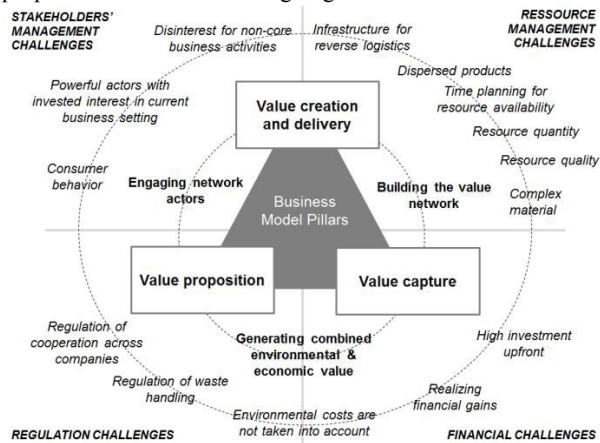 STAKEHOLDERS'
MANAGEMENT
CHALLENGES
Disinterest for non-core
business activities
Infrastructure for
reverse logistics
RESSOURCE
MANAGEMENT
CHALLENGES
Powerful actors with
invested interest in current
business setting
Dispersed products
Time planning for
resource availability
Value creation
and delivery
Resource quantity
Resource quality
Consumer
behavior
Engaging network
actors
Business
Model Pillars
Building the value
network
Complex
material
Value proposition
Value capture
Regulation of
cooperation across
companies
Generating combined
environmental &
economic value
High investment
upfront
Regulation of waste
handling
Realizing
financial gains
Environmental costs are
not taken into account
REGULATION CHALLENGES
FINANCIAL CHALLENGES